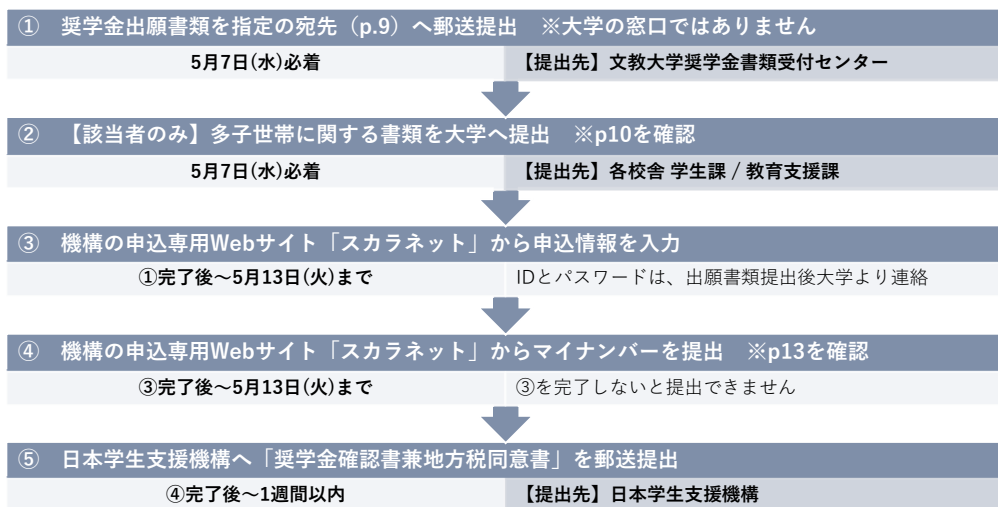 ① 奨学金出願書類を指定の宛先（p.9）へ郵送提出 ※大学の窓口ではありません
5月7日(水)必着 【提出先】文教大学奨学金書類受付センター
② 【該当者のみ】多子世帯に関する書類を大学へ提出 ※p10を確認
5月7日(水)必着 【提出先】各校舎 学生課 / 教育支援課
③ 機構の申込専用Webサイト「スカラネット」から申込情報を入力
①完了後～5月13日(火)まで IDとパスワードは、出願書類提出後大学より連絡
④ 機構の申込専用Webサイト「スカラネット」からマイナンバーを提出 ※p13を確認
③完了後～5月13日(火)まで ③を完了しないと提出できません
⑤ 日本学生支援機構へ「奨学金確認書兼地方税同意書」を郵送提出
④完了後～1週間以内 【提出先】日本学生支援機構